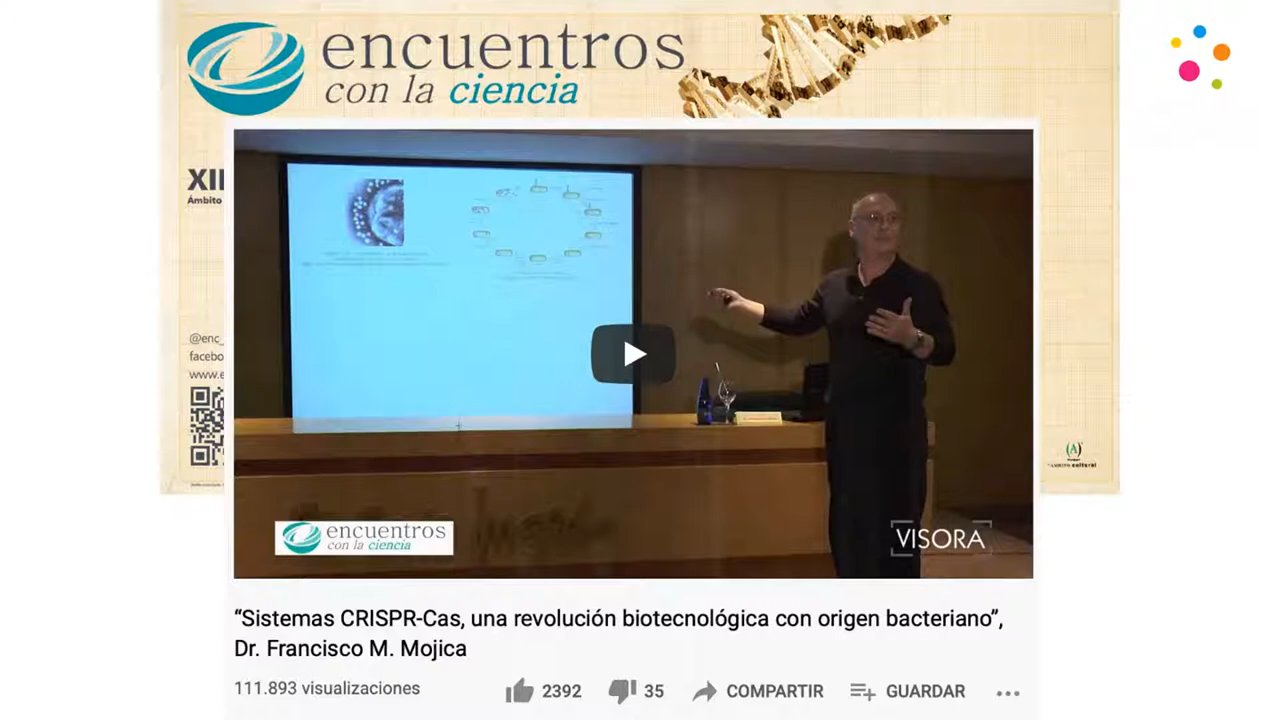 encuentros
con la ciencia
XII
Ámbito
@enc_
facebo
www.e
encuentros
con la ciencia
VISORA
“Sistemas CRISPR-Cas, una revolución biotecnológica con origen bacteriano”,
Dr. Francisco M. Mojica
111.893 visualizaciones
2392
35
COMPARTIR
GUARDAR